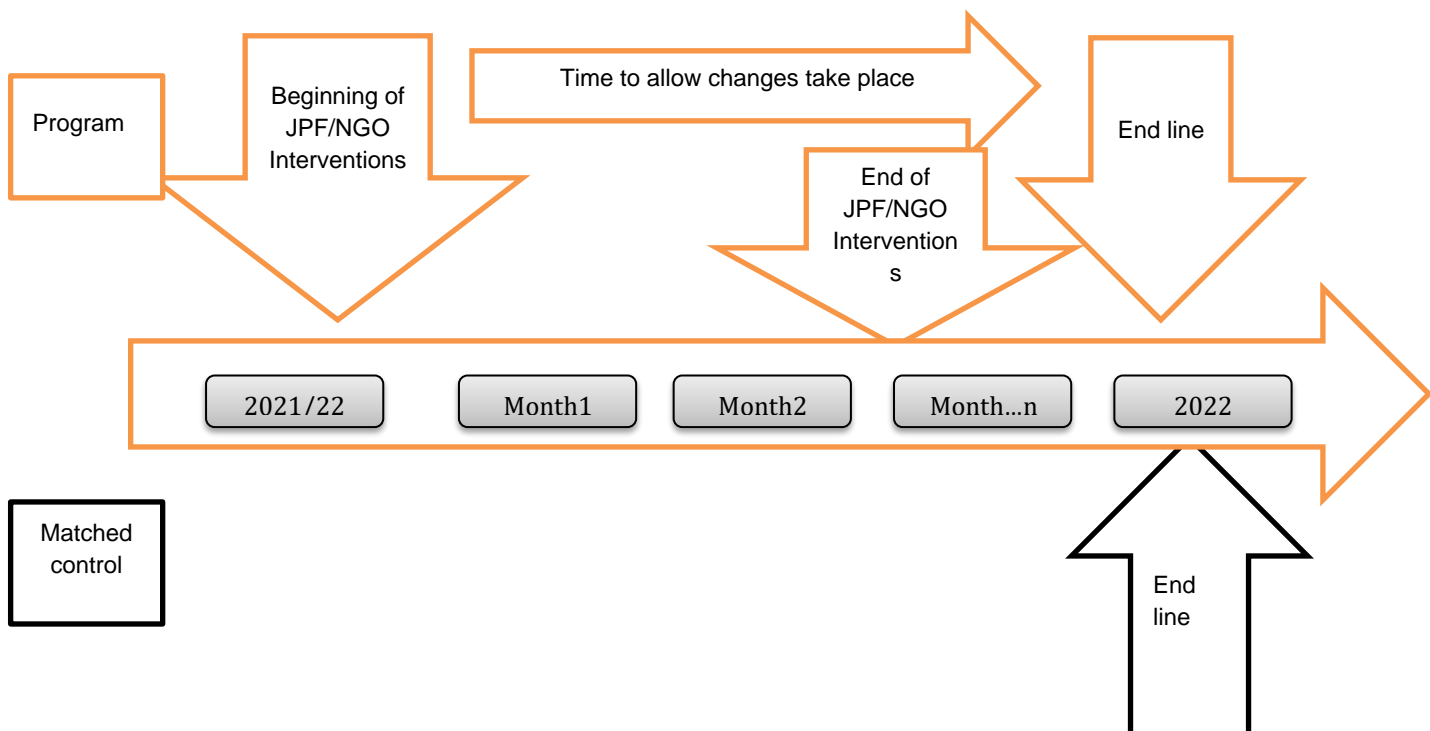 Program
Beginning of
JPF/NGO
Interventions
Time to allow changes take place
End of
JPF/NGO
Intervention
s
End line
2021/22
Month1
Month2
Month...n
2022
Matched
control
End
line